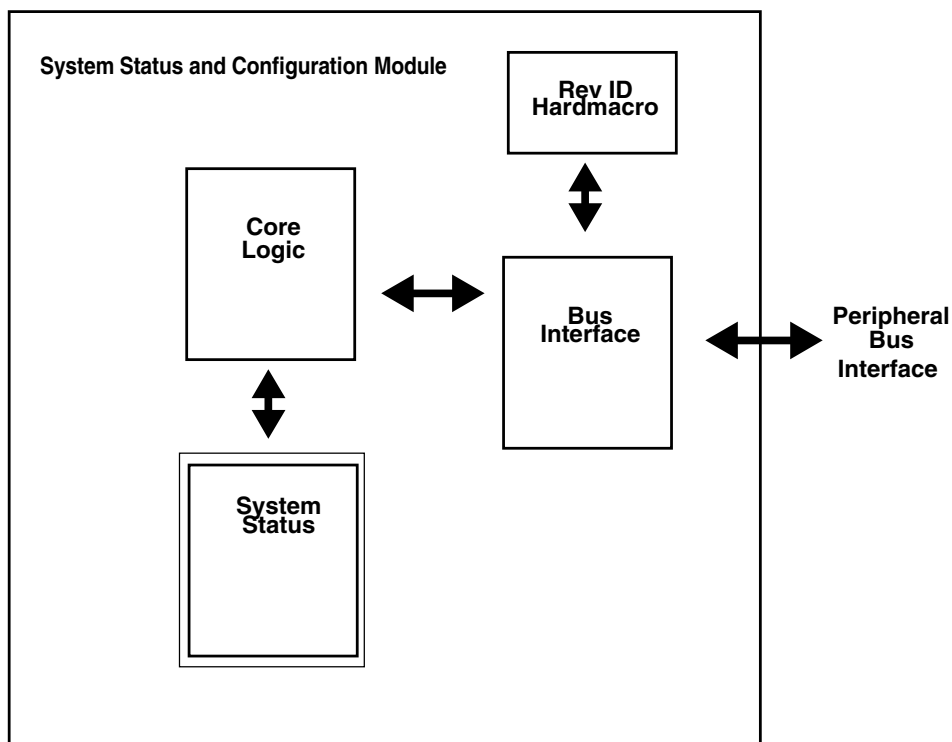 System Status and Configuration Module
Rev ID
Hardmacro
Core
Logic
Bus
Interface
Peripheral
Bus
Interface
System
Status